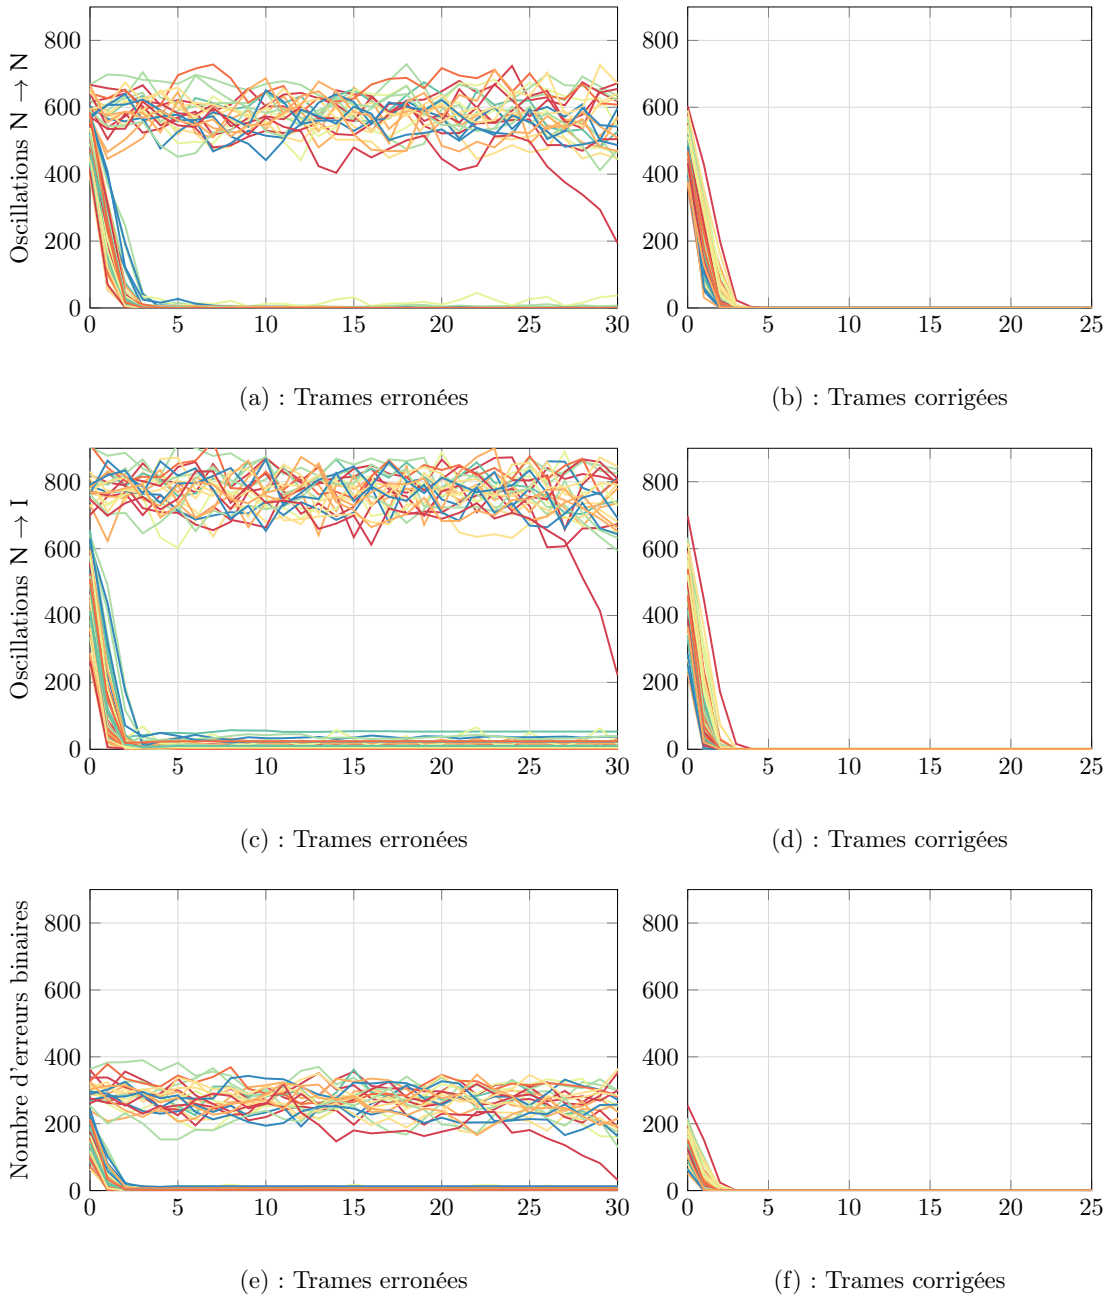 Oscillations N → N
800
600
400
200
0
0 5 10 15 20 25 30
800
600
400
200
0
0 5 10 15 20 25
(a) : Trames erronées
(b) : Trames corrigées
Oscillations N → I
800
600
400
200
0
0 5 10 15 20 25 30
800
600
400
200
0
0 5 10 15 20 25
(c) : Trames erronées
(d) : Trames corrigées
Nombre d'erreurs binaires
800
600
400
200
0
0 5 10 15 20 25 30
800
600
400
200
0
0 5 10 15 20 25
(e) : Trames erronées
(f) : Trames corrigées